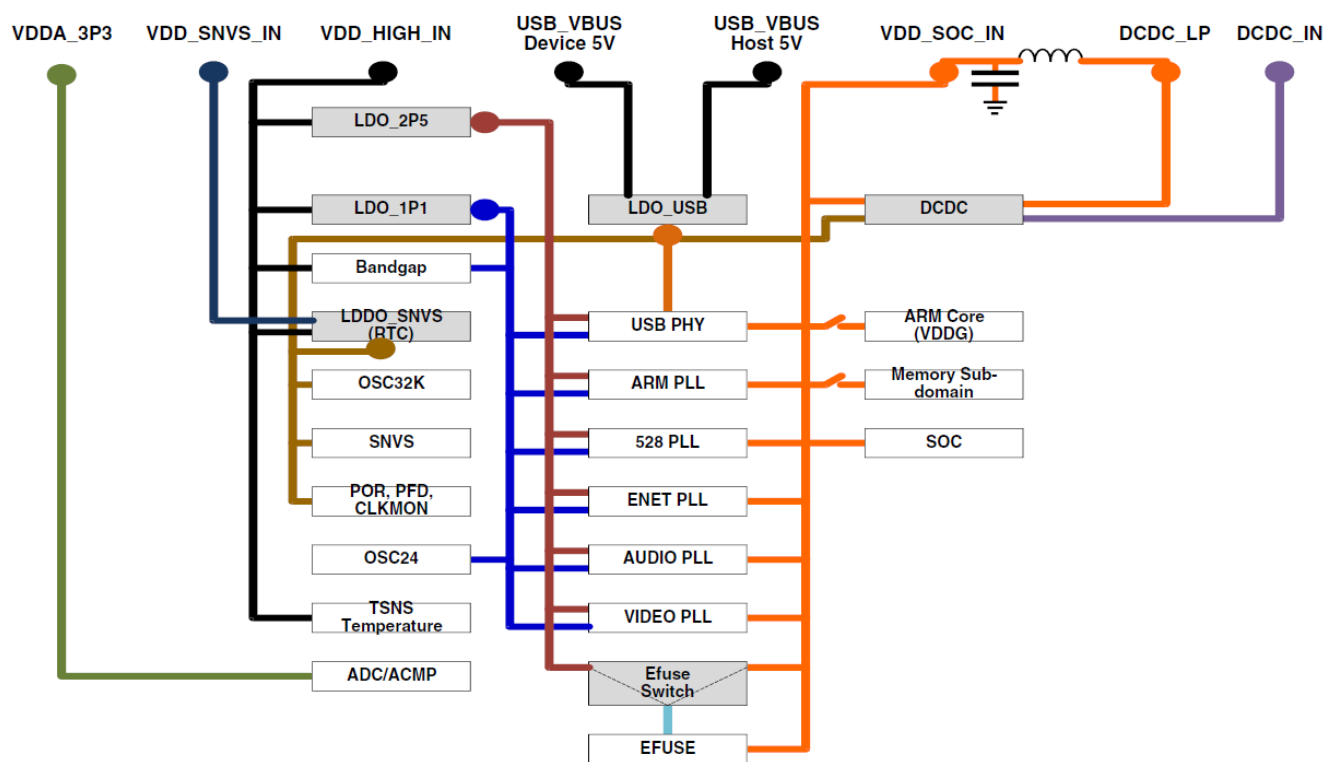 VDDA_3P3
VDD_SNVS_IN
VDD_HIGH_IN
USB_VBUS
Device 5V
USB_VBUS
Host 5V
VDD_SOC_IN
DCDC_LP
DCDC_IN
LDO_2P5
LDO_1P1
LDO_USB
DCDC
Bandgap
LDDO_SNVS
(RTC)
USB PHY
ARM Core
(VDDG)
OSC32K
ARM PLL
Memory Sub-
domain
SNVS
528 PLL
SOC
POR, PFD,
CLKMON
ENET PLL
OSC24
AUDIO PLL
TSNS
Temperature
VIDEO PLL
ADC/ACMP
Efuse
Switch
EFUSE